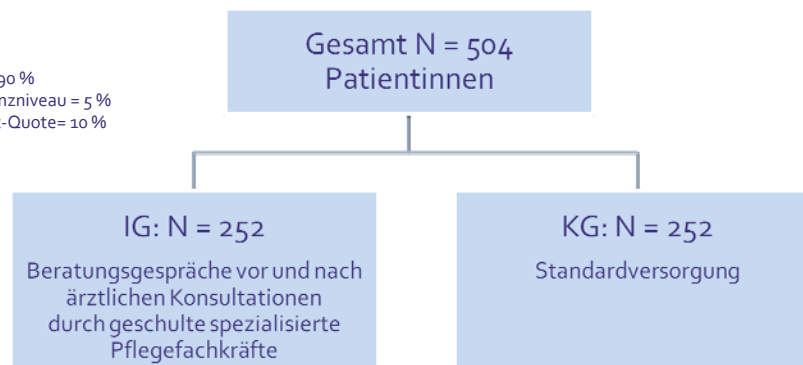 Gesamt N = 504
Patientinnen
90 %
nzniveau = 5 %
-Quote= 10 %
IG: N = 252
Beratungsgespräche vor und nach
ärztlichen Konsultationen
durch geschulte spezialisierte
Pflegefachkräfte
KG: N = 252
Standardversorgung